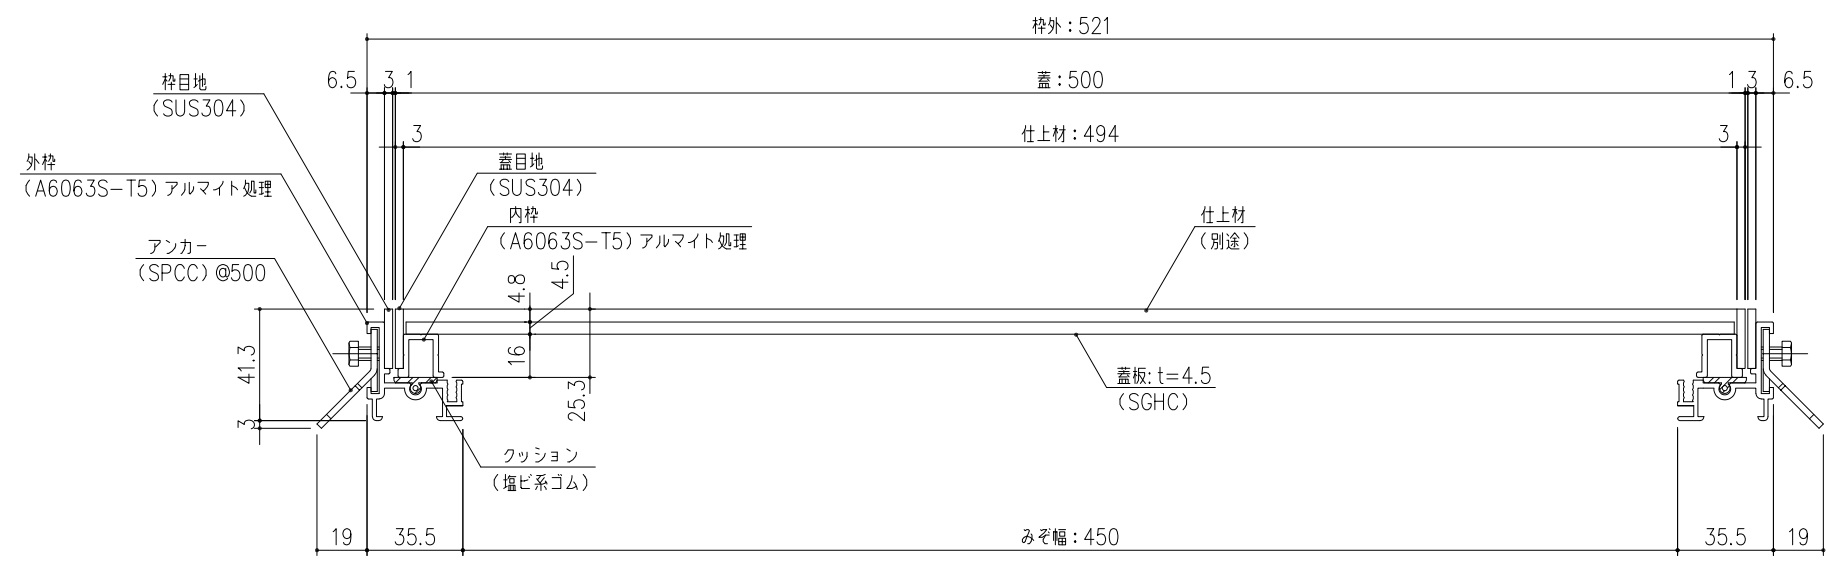 枠外：521
6.5
3
1
蓋：500
1
3
6.5
枠目地
（SUS304）
3
仕上材：494
3
外枠
（A6063S−T5）アルマイト処理
蓋目地
（SUS304）
内枠
（A6063S−T5）アルマイト処理
仕上材
（別途）
アンカー
（SPCC）@500
4.8
4.5
16
25.3
41.3
3
蓋板：t=4.5
（SGHC）
クッション
（塩ビ系ゴム）
19
35.5
みぞ幅：450
35.5
19